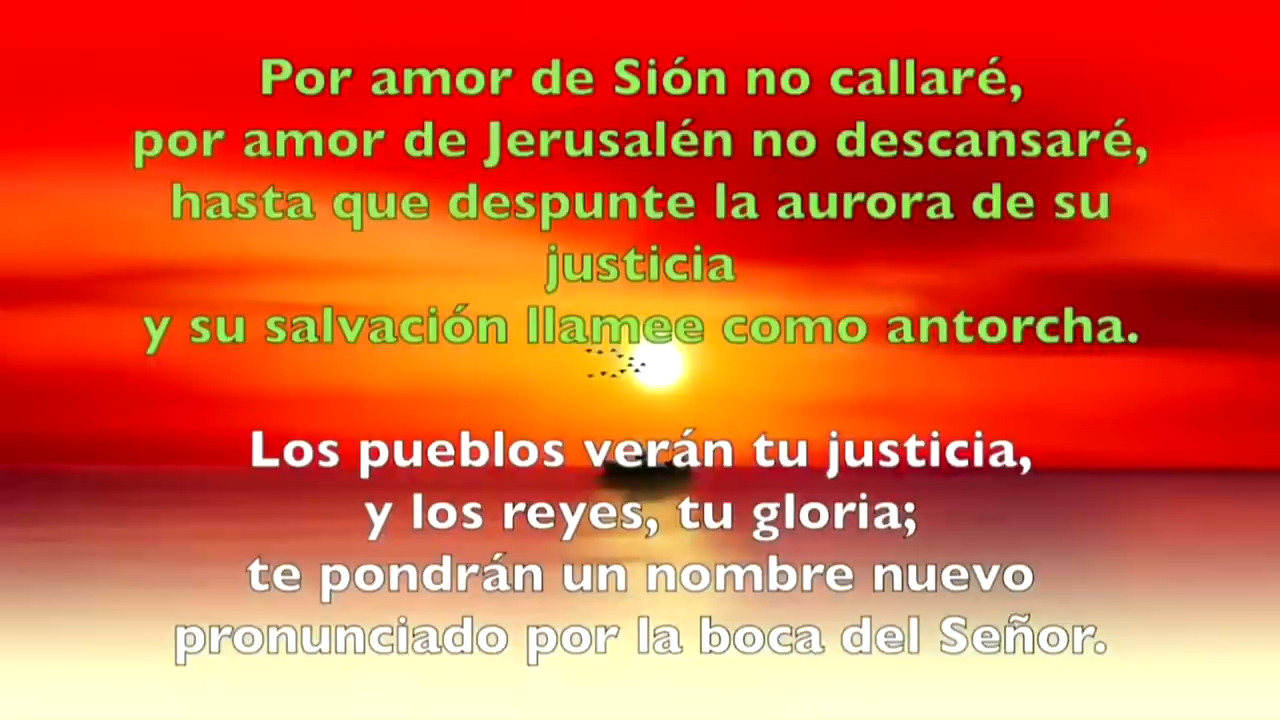 Por amor de Sión no callaré,
por amor de Jerusalén no descansaré,
hasta que despunte la aurora de su
justicia
y su salvación llamee como antorcha.
Los pueblos verán tu justicia,
y los reyes, tu gloria;
te pondrán un nombre nuevo
pronunciado por la boca del Señor.